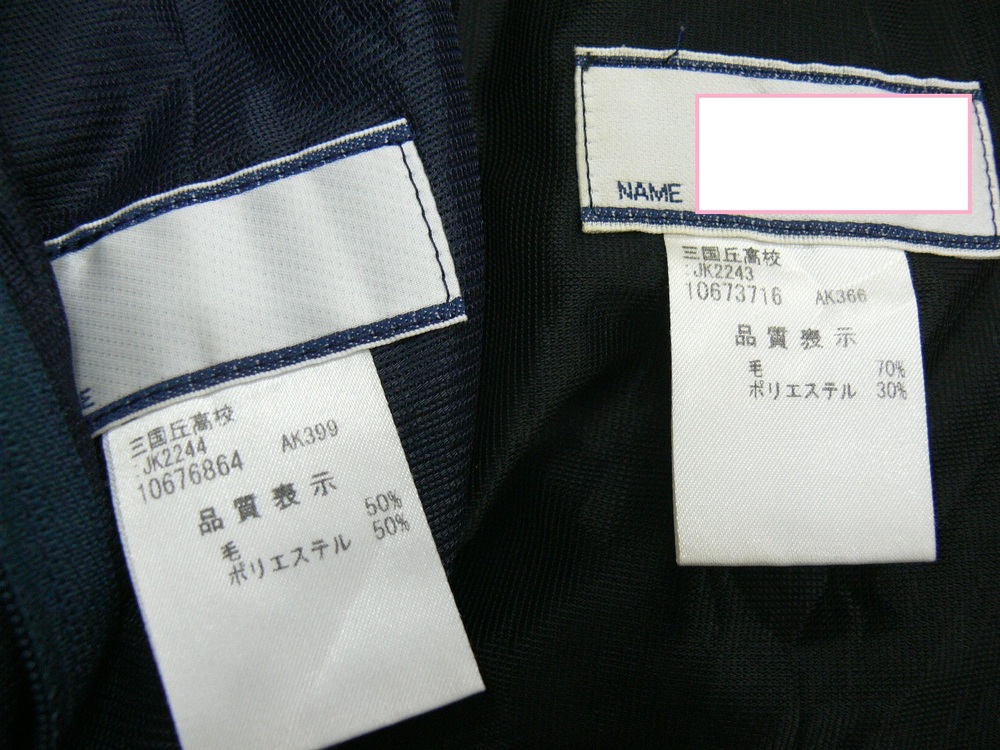 E
三国丘高校
:JK2244
10676864 AK399
品質表示
毛 50%
ポリエステル 50%
NAME
三国丘高校
:JK2243
10673716 AK366
品質表示
毛 70%
ポリエステル 30%